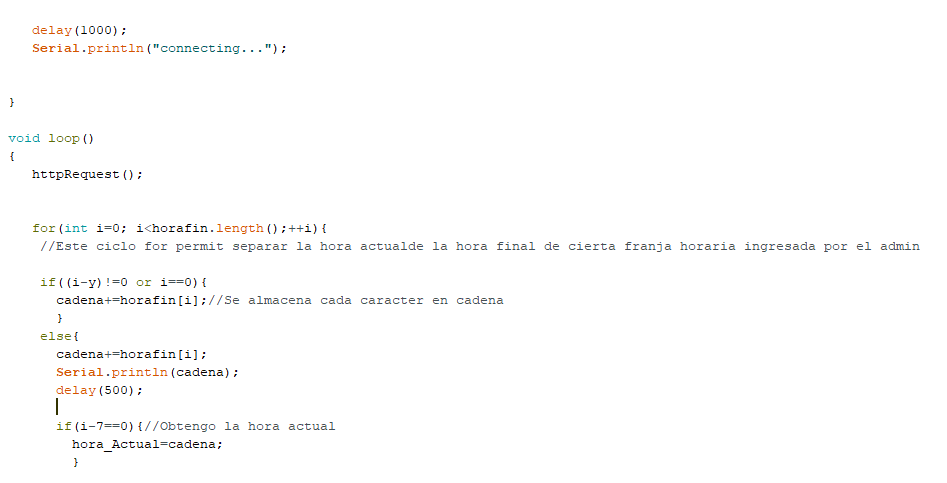 delay(1000);
Serial.println("connecting...");
}
void loop()
{
httpRequest();
for(int i=0; i<horafin.length();++i){
//Este ciclo for permit separar la hora actualde la hora final de cierta franja horaria ingresada por el admin
if((i-y)!=0 or i==0){
cadena+=horafin[i];//Se almacena cada caracter en cadena
}
else{
cadena+=horafin[i];
Serial.println(cadena);
delay(500);
if(i-7==0){//Obtengo la hora actual
hora_Actual=cadena;
}